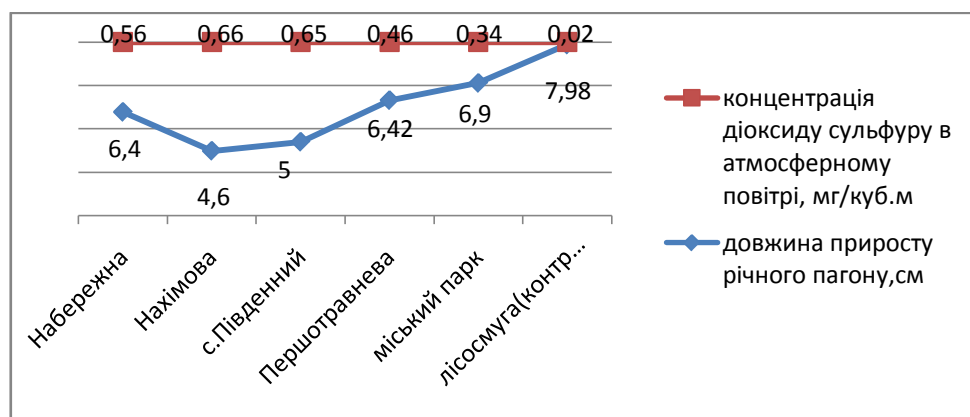 0,56 0,66 0,65 0,46 0,34 0,02
6,4 4,6 5 6,42 6,9 7,98
Набережна
Нахімова
с.Південний
Першотравнева
міський парк
лісосмуга(контр...
концентрація
діоксиду сульфуру в
атмосферному
повітрі, мг/куб.м
довжина приросту
річного пагону,см